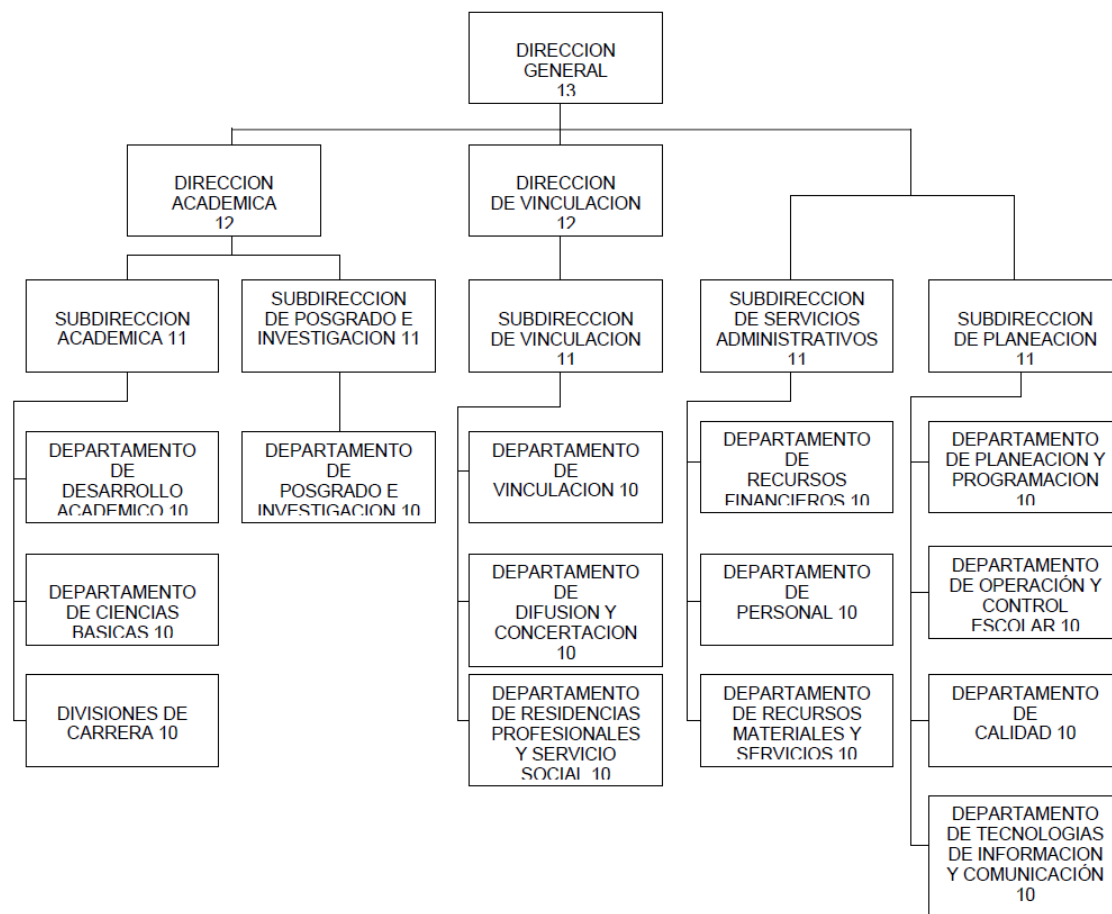 DIRECCION
GENERAL
13
DIRECCION
ACADEMICA
12
DIRECCION
DE VINCULACION
12
SUBDIRECCION
ACADEMICA 11
SUBDIRECCION
DE POSGRADO E
INVESTIGACION 11
SUBDIRECCION
DE VINCULACION
11
SUBDIRECCION
DE SERVICIOS
ADMINISTRATIVOS
11
SUBDIRECCION
DE PLANEACION
11
DEPARTAMENTO
DE
DESARROLLO
ACADEMICO 10
DEPARTAMENTO
DE
POSGRADO E
INVESTIGACION 10
DEPARTAMENTO
DE
VINCULACION 10
DEPARTAMENTO
DE
RECURSOS
FINANCIEROS 10
DEPARTAMENTO
DE PLANEACION Y
PROGRAMACION
10
DEPARTAMENTO
DE CIENCIAS
BASICAS 10
DEPARTAMENTO
DE
DIFUSION Y
CONCERTACION
10
DEPARTAMENTO
DE
PERSONAL 10
DEPARTAMENTO
DE OPERACIÓN Y
CONTROL
ESCOLAR 10
DIVISIONES DE
CARRERA 10
DEPARTAMENTO
DE RESIDENCIAS
PROFESIONALES
Y SERVICIO
SOCIAL 10
DEPARTAMENTO
DE RECURSOS
MATERIALES Y
SERVICIOS 10
DEPARTAMENTO
DE
CALIDAD 10
DEPARTAMENTO
DE TECNOLOGIAS
DE INFORMACION
Y COMUNICACIÓN
10